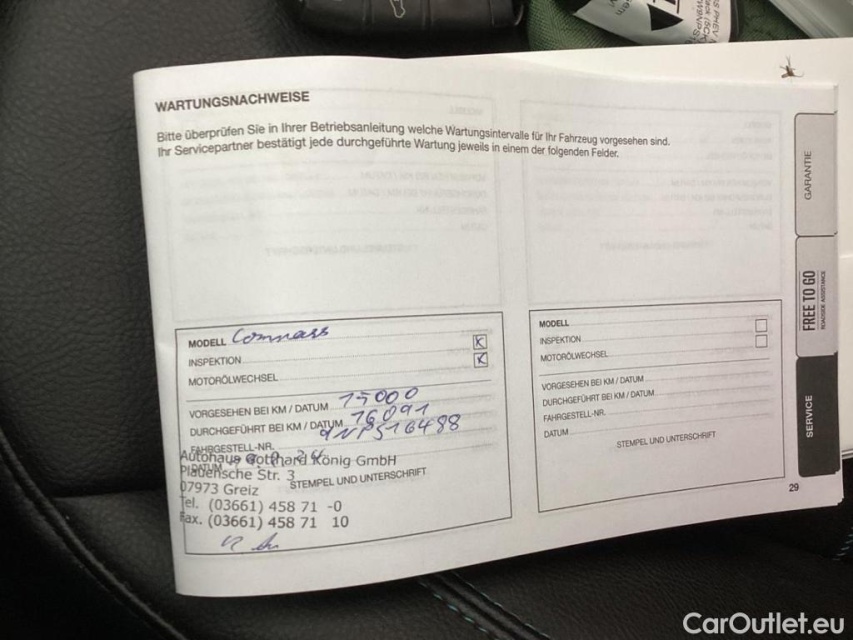 WARTUNGSNACHWEISE
Bitte überprüfen Sie in Ihrer Betriebsanleitung welche Wartungsintervalle für Ihr Fahrzeug vorgesehen sind.
Ihr Servicepartner bestätigt jede durchgeführte Wartung jeweils in einem der folgenden Felder.
MODELL Compass
INSPEKTION
MOTORÖLWECHSEL
VORGESEHEN BEI KM / DATUM 15000
DURCHGEFÜHRT BEI KM / DATUM 16091
FAHRGESTELL-NR.
DATUM
Autohaus Gotthard König GmbH
Plauensche Str. 3
STEMPEL UND UNTERSCHRIFT
07973 Greiz
Tel. (03661) 458 71 -0
Fax. (03661) 458 71 10
MODELL
INSPEKTION
MOTORÖLWECHSEL
VORGESEHEN BEI KM / DATUM
DURCHGEFÜHRT BEI KM / DATUM
FAHRGESTELL-NR.
DATUM
STEMPEL UND UNTERSCHRIFT
29
GARANTIE
FREE TO GO
ROADSIDE ASSISTANCE
SERVICE
CarOutlet.eu